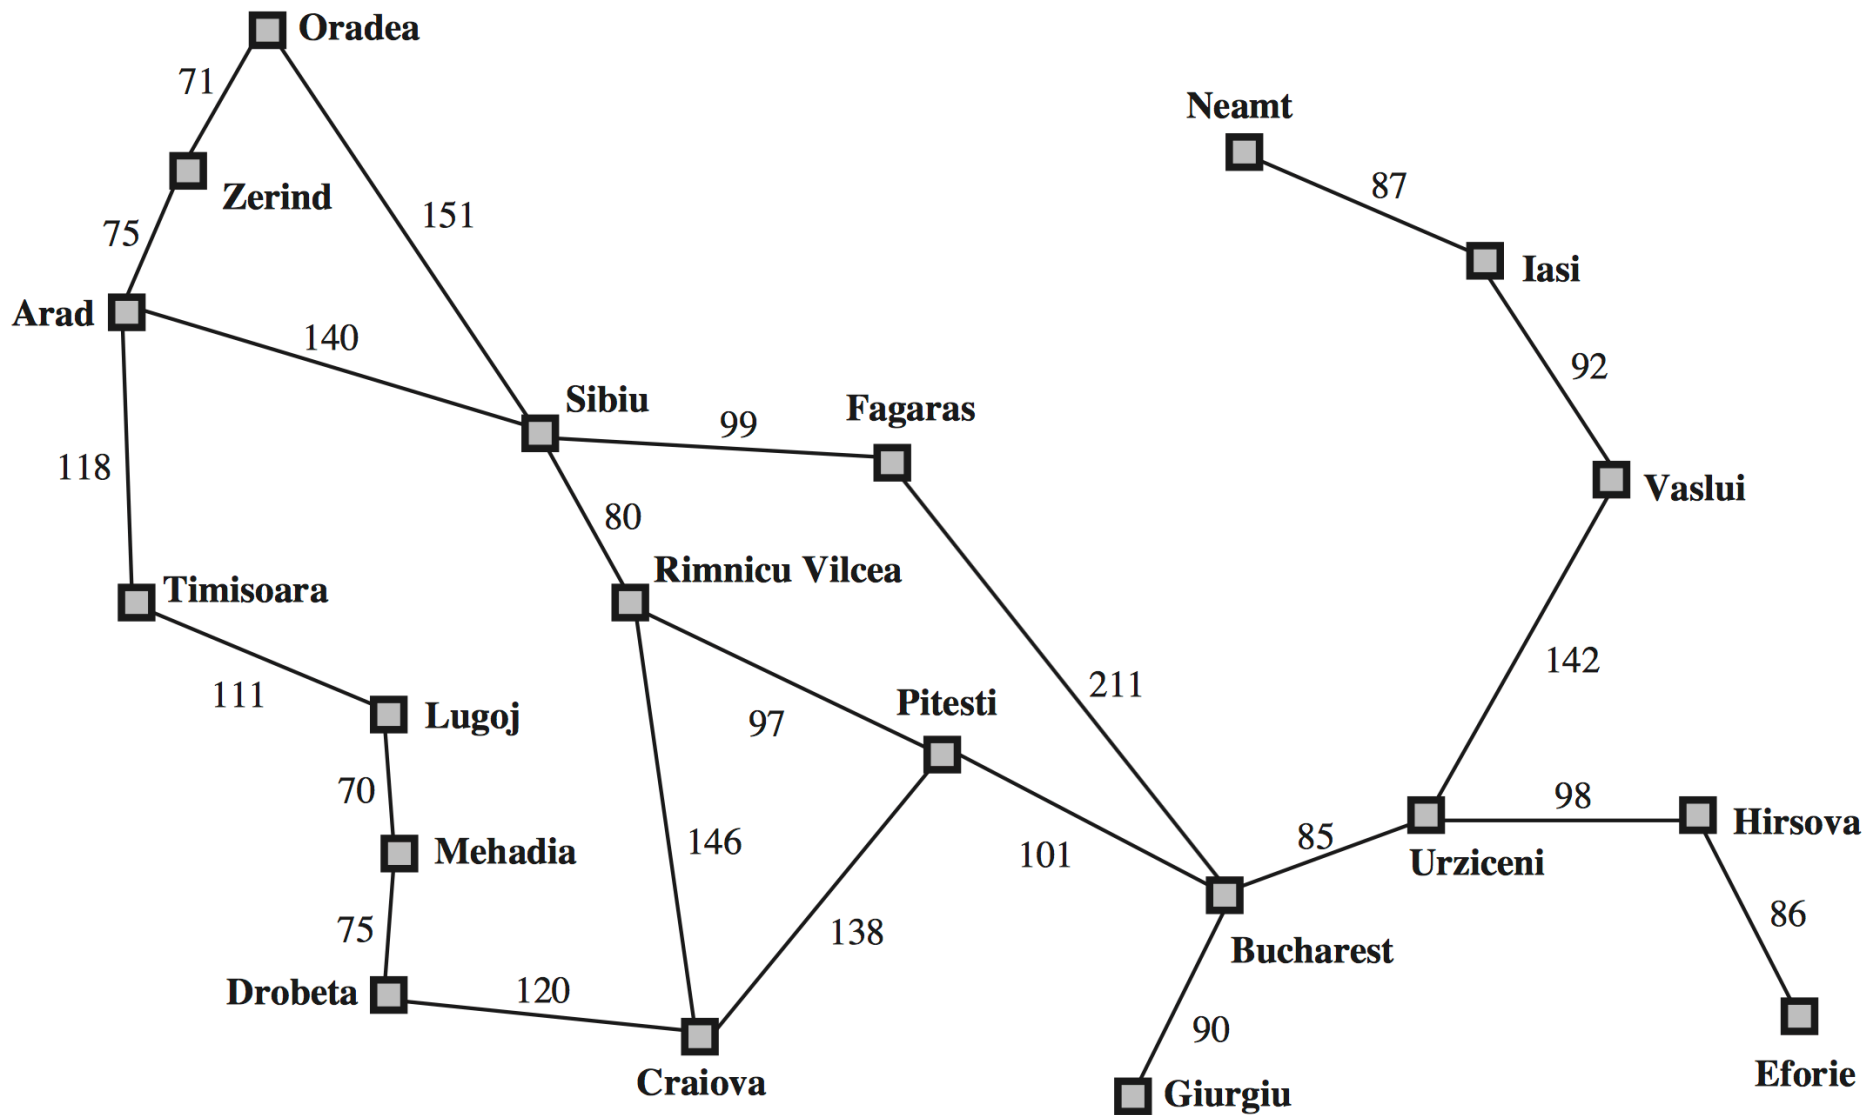 Oradea
71
Neamt
87
Zerind
151
75
Iasi
Arad
140
92
Sibiu
Fagaras
99
118
Vaslui
80
Rimnicu Vilcea
Timisoara
142
211
111
Lugoj
97
Pitesti
70
98
Hirsova
146
85
Mehadia
101
Urziceni
75
138
86
Bucharest
Drobeta
120
90
Craiova
Giurgiu
Eforie